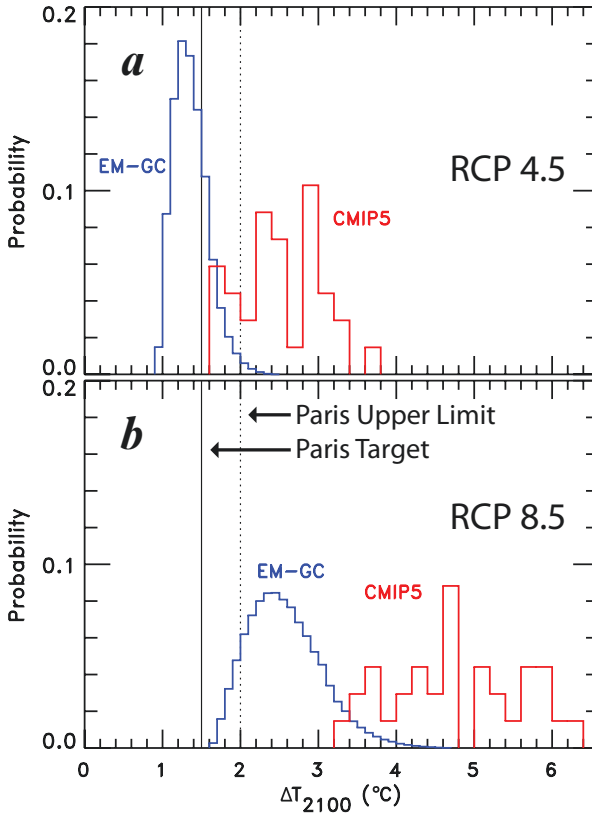 0.2
a
EM−GC
RCP 4.5
Probability
0.1
CMIP5
0.0
0.2
Paris Upper Limit
b
Paris Target
RCP 8.5
Probability
EM−GC
0.1
CMIP5
0.0
0 1 2 3 4 5 6
ΔT2100 (°C)